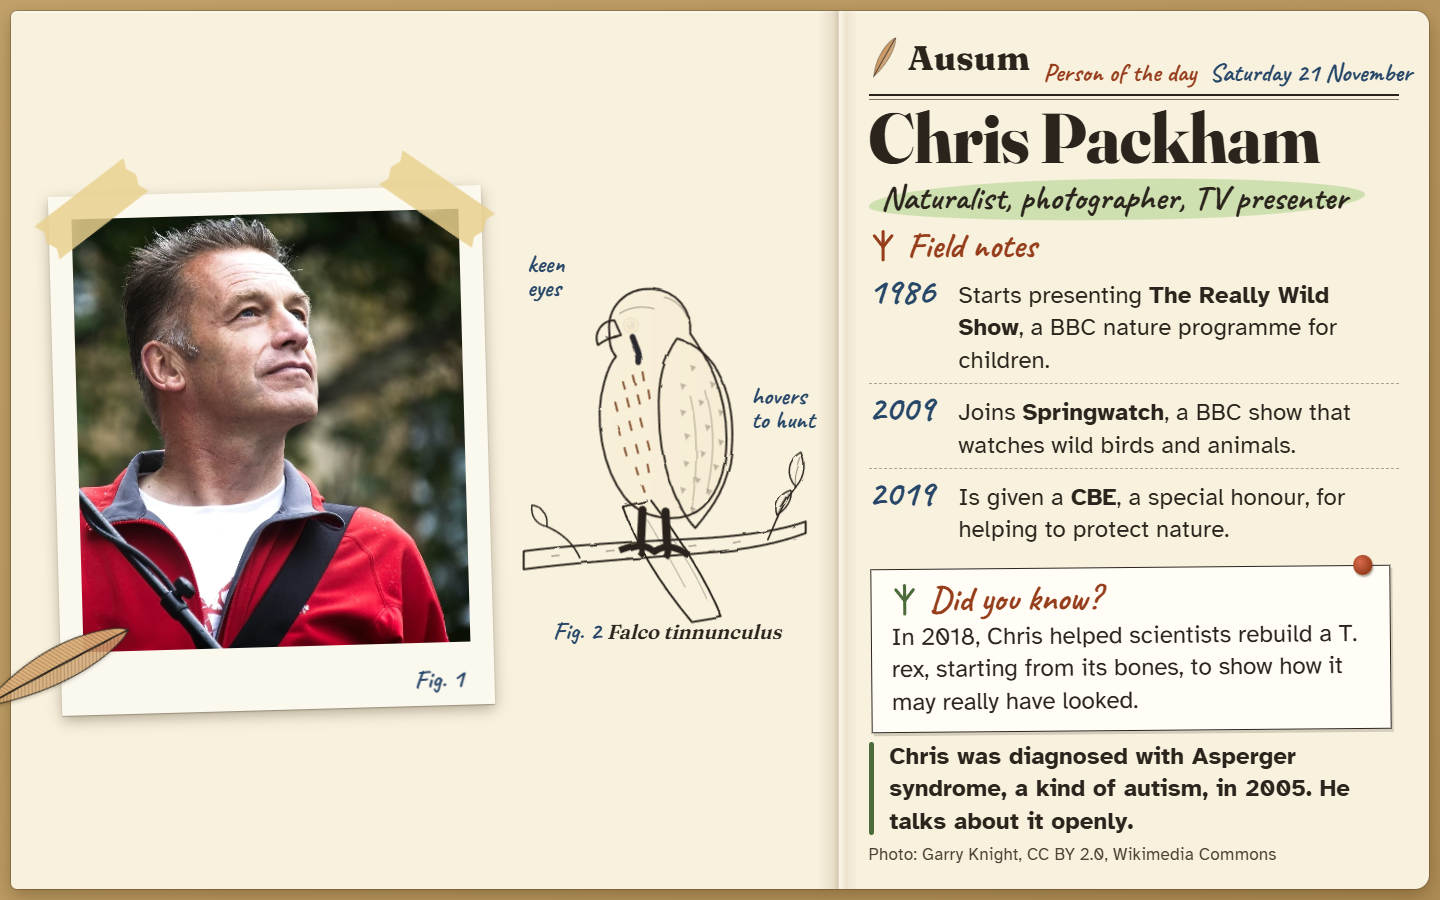 Ausum
Person of the day Saturday 21 November
Chris Packham
Naturalist, photographer, TV presenter
Field notes
1986 Starts presenting The Really Wild
Show, a BBC nature programme for
children.
2009 Joins Springwatch, a BBC show that
watches wild birds and animals.
2019 Is given a CBE, a special honour, for
helping to protect nature.
Did you know?
In 2018, Chris helped scientists rebuild a T.
rex, starting from its bones, to show how it
may really have looked.
Chris was diagnosed with Asperger
syndrome, a kind of autism, in 2005. He
talks about it openly.
Photo: Garry Knight, CC BY 2.0, Wikimedia Commons
keen
eyes
hovers
to hunt
Fig. 2 Falco tinnunculus
Fig. 1